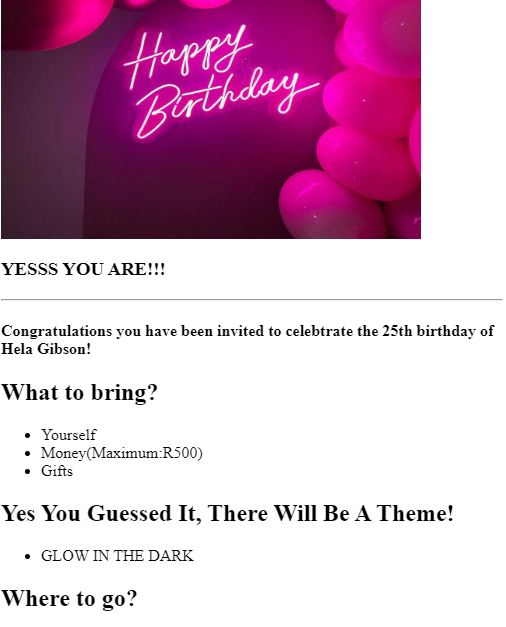 Happy
Birthday
YESSS YOU ARE!!!
Congratulations you have been invited to celebtrate the 25th birthday of
Hela Gibson!
What to bring?
Yourself
Money(Maximum:R500)
Gifts
Yes You Guessed It, There Will Be A Theme!
GLOW IN THE DARK
Where to go?